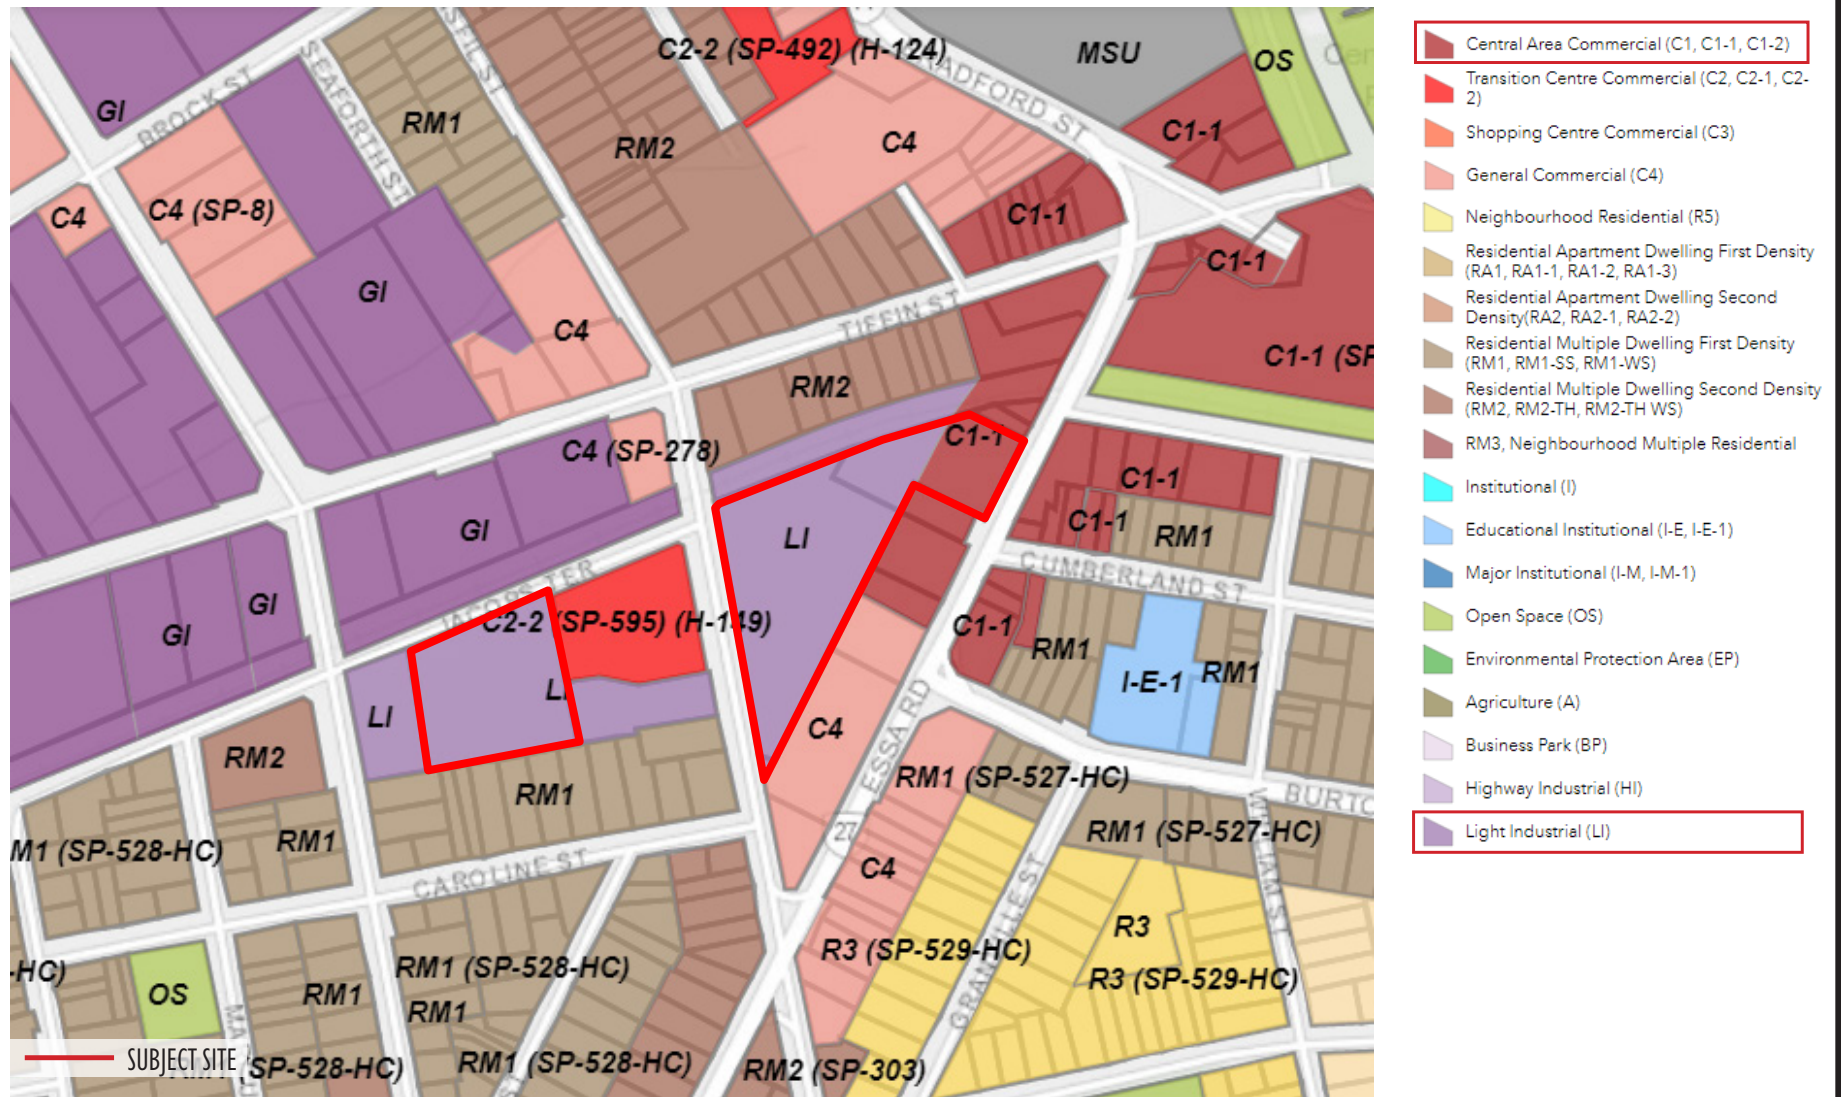 C2-2 (SP-492) (H-124)
MSU
OS
GI
BROCK ST
SEAFORTH ST
RM1
RM2
C4
BRADFORD ST
C1-1
C4
C4 (SP-8)
C1-1
C1-1
GI
C4
TIFFIN ST
C1-1 (SP
RM2
C4 (SP-278)
C1-1
C1-1
GI
LI
C1-1
RM1
JACOBS TER
CUMBERLAND ST
GI
GI
C2-2 (SP-595) (H-149)
C1-1
RM1
I-E-1
RM1
LI
LI
RM2
C4
ESSA RD
RM1
RM1 (SP-527-HC)
BURTO
M1 (SP-528-HC)
RM1
27
RM1 (SP-527-HC)
WILLIAM ST
CAROLINE ST
C4
GRANVILLE ST
R3
-HC)
OS
RM1
RM1 (SP-528-HC)
RM1
R3 (SP-529-HC)
R3 (SP-529-HC)
SUBJECT SITE
(SP-528-HC)
RM1 (SP-528-HC)
RM2 (SP-303)
Central Area Commercial (C1, C1-1, C1-2)
Transition Centre Commercial (C2, C2-1, C2-
2)
Shopping Centre Commercial (C3)
General Commercial (C4)
Neighbourhood Residential (R5)
Residential Apartment Dwelling First Density
(RA1, RA1-1, RA1-2, RA1-3)
Residential Apartment Dwelling Second
Density(RA2, RA2-1, RA2-2)
Residential Multiple Dwelling First Density
(RM1, RM1-SS, RM1-WS)
Residential Multiple Dwelling Second Density
(RM2, RM2-TH, RM2-TH WS)
RM3, Neighbourhood Multiple Residential
Institutional (I)
Educational Institutional (I-E, I-E-1)
Major Institutional (I-M, I-M-1)
Open Space (OS)
Environmental Protection Area (EP)
Agriculture (A)
Business Park (BP)
Highway Industrial (HI)
Light Industrial (LI)